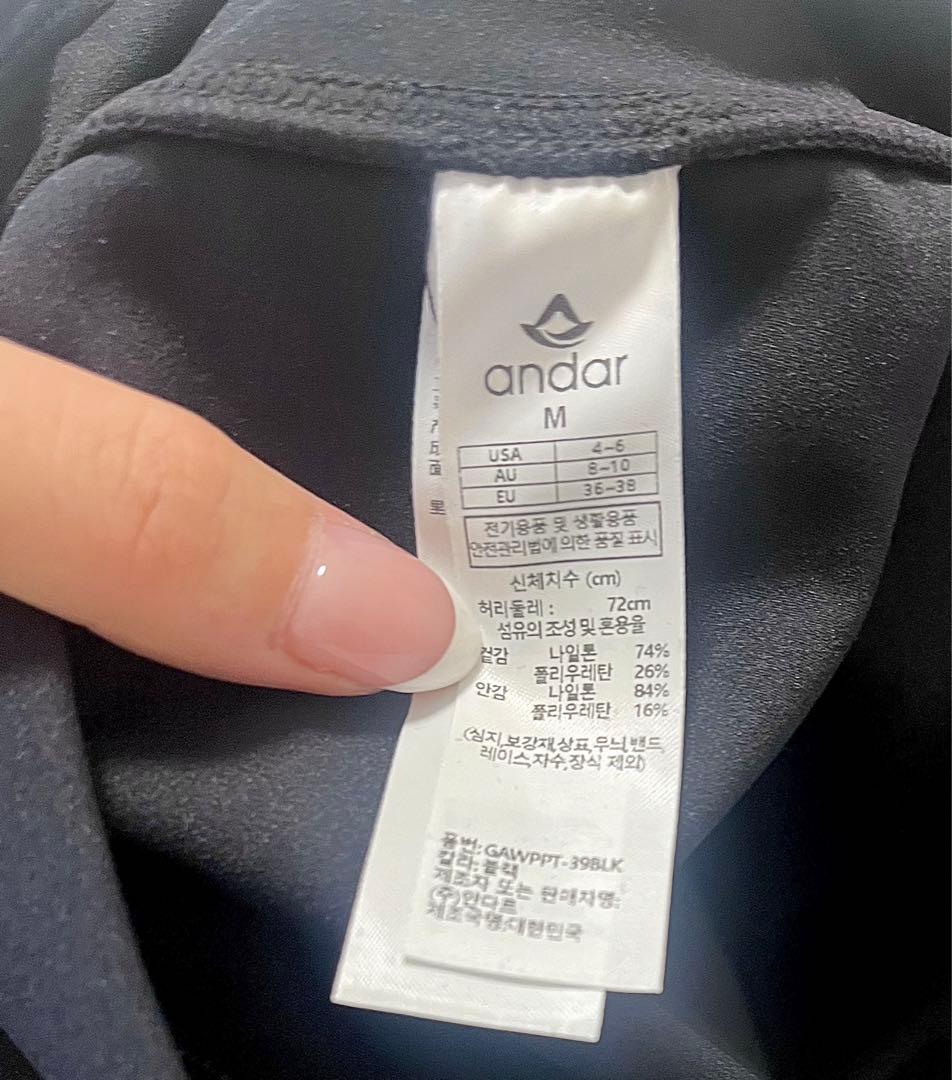 andar
M
USA 4-6
AU 8-10
EU 36-38
전기용품 및 생활용품
안전관리법에 의한 품질 표시
신체치수 (cm)
허리둘레 : 72cm
섬유의 조성 및 혼용율
겉감 나일론 74%
폴리우레탄 26%
안감 나일론 84%
폴리우레탄 16%
(심지,보강재,상표,무늬,밴드,
레이스,자수,장식 제외)
품번: GAWPPT-39BLK
칼라: 블랙
제조자 또는 판매자명:
(주)안다르
제조국명:대한민국